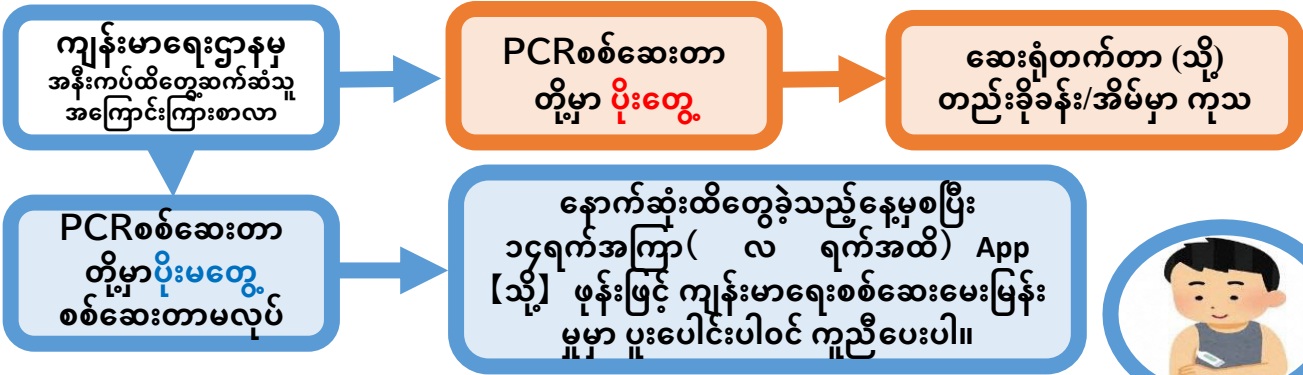 ကျန်းမာရေးဌာနမှ
အနီးကပ်ထိတွေ့ဆက်ဆံသူ
အကြောင်းကြားစာလာ
PCRစစ်ဆေးတာ
တို့မှာ ပိုးတွေ့
ဆေးရုံတက်တာ (သို့)
တည်းခိုခန်း/အိမ်မှာ ကုသ
PCRစစ်ဆေးတာ
တို့မှာပိုးမတွေ့
စစ်ဆေးတာမလုပ်
နောက်ဆုံးထိတွေ့ခဲ့သည့်နေ့မှစပြီး
၁၄ရက်အကြာ( လ ရက်အထိ) App
【သို့】 ဖုန်းဖြင့် ကျန်းမာရေးစစ်ဆေးမေးမြန်း
မှုမှာ ပူးပေါင်းပါဝင် ကူညီပေးပါ။